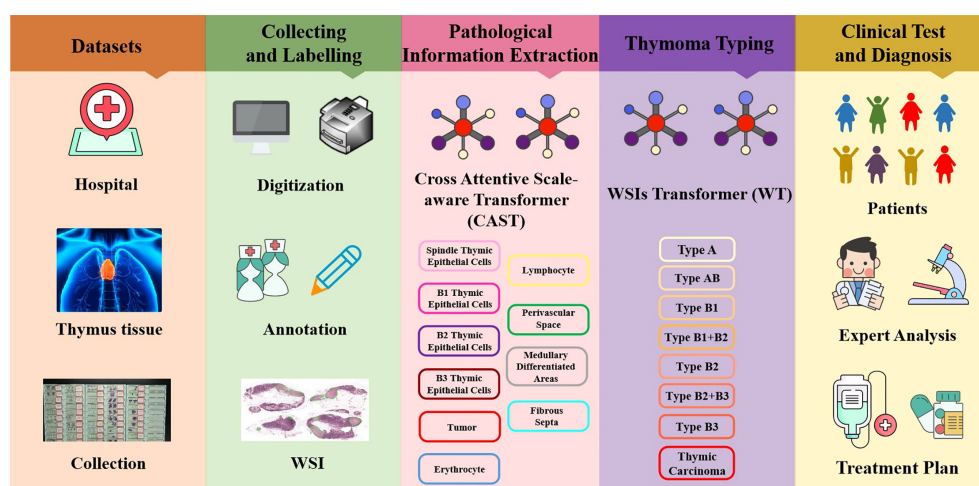 Datasets
Hospital
Thymus tissue
Collection
Collecting
and Labelling
Digitization
Annotation
WSI
Pathological
Information Extraction
Cross Attentive Scale-
aware Transformer
(CAST)
Spindle Thymic
Epithelial Cells
B1 Thymic
Epithelial Cells
B2 Thymic
Epithelial Cells
B3 Thymic
Epithelial Cells
Tumor
Erythrocyte
Lymphocyte
Perivascular
Space
Medullary
Differentiated
Areas
Fibrous
Septa
Thymoma Typing
WSIs Transformer (WT)
Type A
Type AB
Type B1
Type B1+B2
Type B2
Type B2+B3
Type B3
Thymic
Carcinoma
Clinical Test
and Diagnosis
Patients
Expert Analysis
Treatment Plan